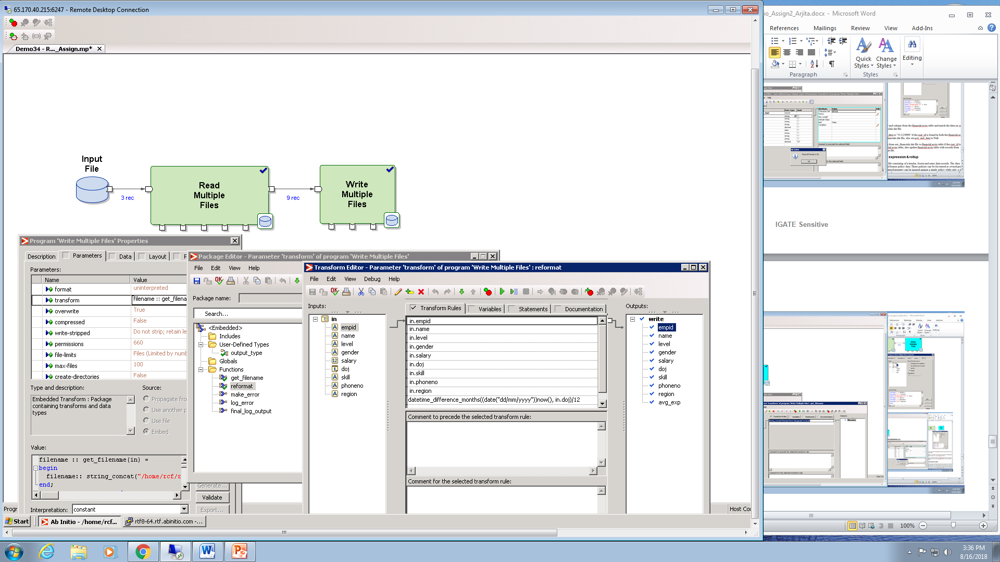 65.170.40.215:6247 - Remote Desktop Connection
Demo34 - R..._Assign.mp*
Input
File
3 rec
Read
Multiple
Files
9 rec
Write
Multiple
Files
Program 'Write Multiple Files' Properties
Description
Parameters
Data
Layout
Parameters:
Name Value
format uninterpreted
transform filename :: get_filena
overwrite True
compressed False
write-stripped Do not strip; retain le
permissions 660
file-limits Files (Limited by numb
max-files 100
create-directories False
Type and description:
Embedded Transform : Package
containing transforms and data
types
Source:
Propagate fro
Use another p
Use file
Embed
Value:
filename :: get_filename(in) =
begin
filename:: string_concat("/home/rcf/r
end;
Interpretation: constant
Generate...
Validate
Export...
Package Editor - Parameter 'transform' of program 'Write Multiple Files'
File Edit View Help
Package name:
Search...
<Embedded>
Includes
User-Defined Types
output_type
Globals
Functions
get_filename
reformat
make_error
log_error
final_log_output
Transform Editor - Parameter 'transform' of program 'Write Multiple Files' : reformat
File Edit View Debug Help
Inputs:
in
empid
name
level
gender
salary
doj
skill
phoneno
region
Transform Rules
Variables
Statements
Documentation
in.empid
in.name
in.level
in.gender
in.salary
in.doj
in.skill
in.phoneno
in.region
datetime_difference_months((date("dd/mm/yyyy"))now(), in.doj)/12
Comment to precede the selected transform rule:
Comment for the selected transform rule:
Outputs:
write
empid
name
level
gender
salary
doj
skill
phoneno
region
avg_exp
Progr
Host Co
Start
Ab Initio - /home/rcf...
rtf8-64.rtf.abinitio.com -...
io_Assign2_Arjita.docx - Microsoft Word
References Mailings Review View Add-Ins
Quick
Styles
Change
Styles
Editing
Paragraph
Styles
expression & rollup
IGATE Sensitive
100%
3:36 PM
8/16/2018